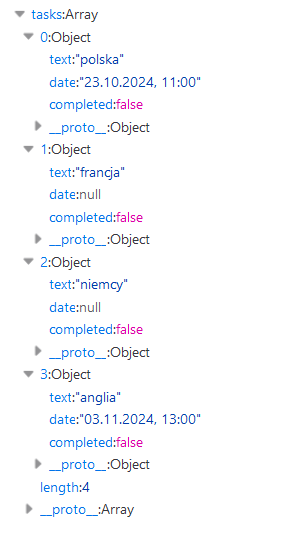 tasks:Array
0:Object
text:"polska"
date:"23.10.2024, 11:00"
completed:false
__proto__:Object
1:Object
text:"francja"
date:null
completed:false
__proto__:Object
2:Object
text:"niemcy"
date:null
completed:false
__proto__:Object
3:Object
text:"anglia"
date:"03.11.2024, 13:00"
completed:false
__proto__:Object
length:4
__proto__:Array